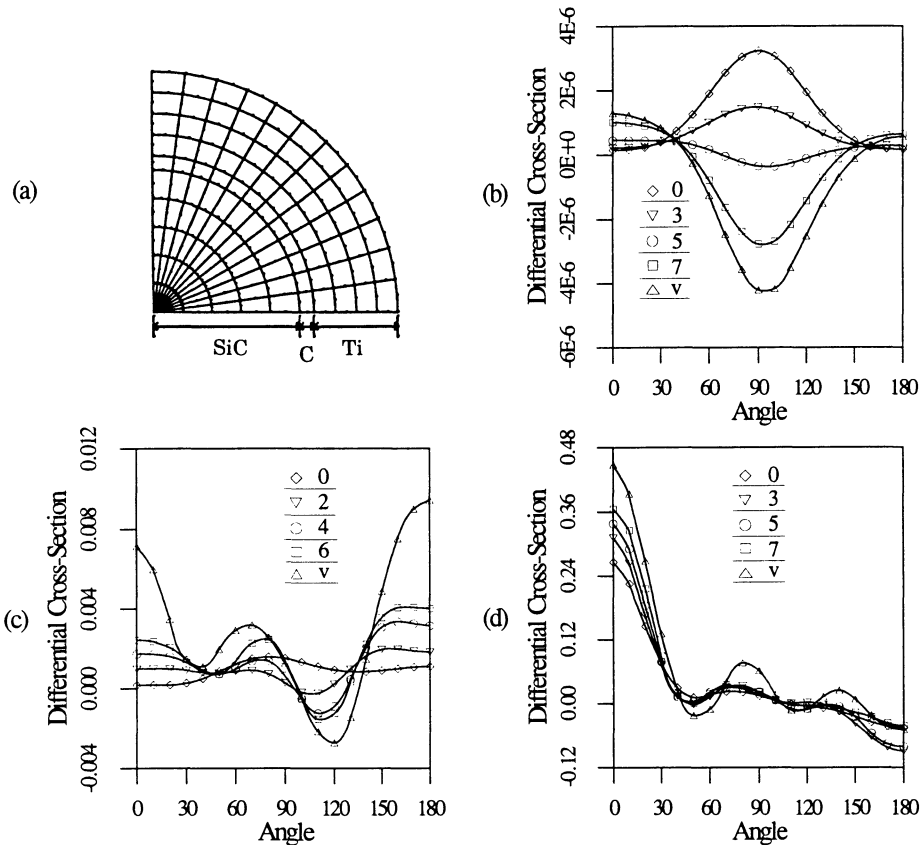 (a)
SiC
C
Ti
(b)
Differential Cross-Section
4E-6
2E-6
0E+0
-2E-6
-4E-6
-6E-6
0
3
5
7
v
0 30 60 90 120 150 180
Angle
(c)
Differential Cross-Section
0.012
0.008
0.004
0.000
-0.004
0
2
4
6
v
0 30 60 90 120 150 180
Angle
(d)
Differential Cross-Section
0.48
0.36
0.24
0.12
0.00
-0.12
0
3
5
7
v
0 30 60 90 120 150 180
Angle